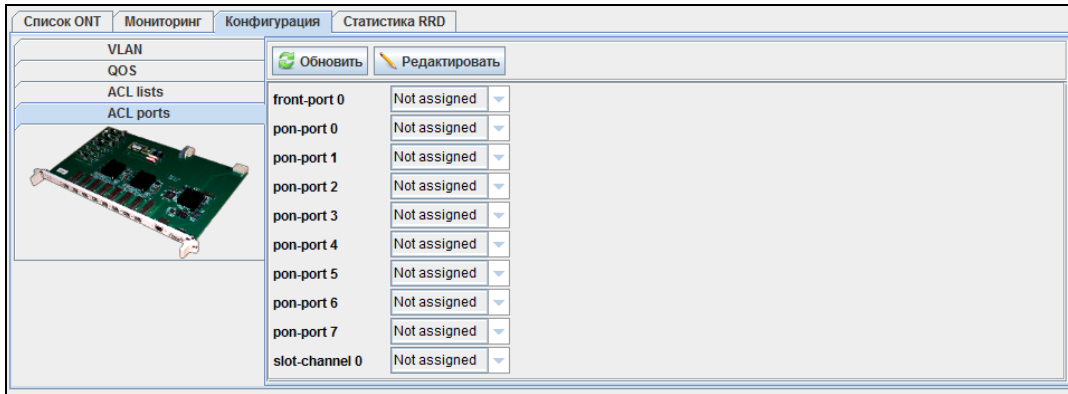 Список ONT Мониторинг Конфигурация Статистика RRD
VLAN
QOS
ACL lists
ACL ports
Обновить Редактировать
front-port 0 Not assigned
pon-port 0 Not assigned
pon-port 1 Not assigned
pon-port 2 Not assigned
pon-port 3 Not assigned
pon-port 4 Not assigned
pon-port 5 Not assigned
pon-port 6 Not assigned
pon-port 7 Not assigned
slot-channel 0 Not assigned